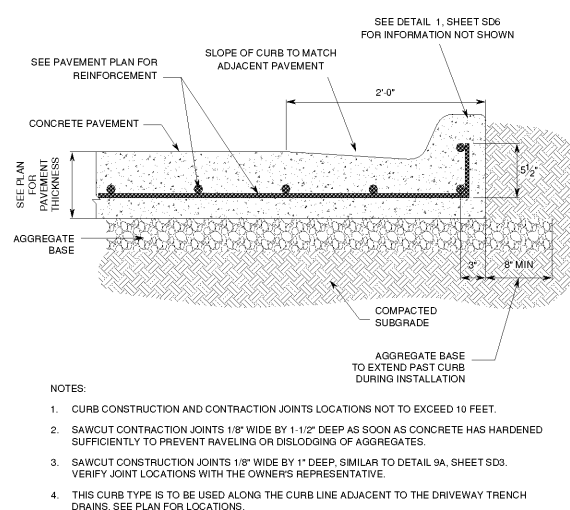 SEE DETAIL 1, SHEET SD6
FOR INFORMATION NOT SHOWN
SLOPE OF CURB TO MATCH
ADJACENT PAVEMENT
SEE PAVEMENT PLAN FOR
REINFORCEMENT
2'-0"
CONCRETE PAVEMENT
SEE PLAN
FOR
PAVEMENT
THICKNESS
5 1/2"
AGGREGATE
BASE
3"
8" MIN
COMPACTED
SUBGRADE
AGGREGATE BASE
TO EXTEND PAST CURB
DURING INSTALLATION
NOTES:
1. CURB CONSTRUCTION AND CONTRACTION JOINTS LOCATIONS NOT TO EXCEED 10 FEET.
2. SAWCUT CONTRACTION JOINTS 1/8" WIDE BY 1-1/2" DEEP AS SOON AS CONCRETE HAS HARDENED
SUFFICIENTLY TO PREVENT RAVELING OR DISLODGING OF AGGREGATES.
3. SAWCUT CONSTRUCTION JOINTS 1/8" WIDE BY 1" DEEP, SIMILAR TO DETAIL 9A, SHEET SD3.
VERIFY JOINT LOCATIONS WITH THE OWNER'S REPRESENTATIVE.
4. THIS CURB TYPE IS TO BE USED ALONG THE CURB LINE ADJACENT TO THE DRIVEWAY TRENCH
DRAINS. SEE PLAN FOR LOCATIONS.